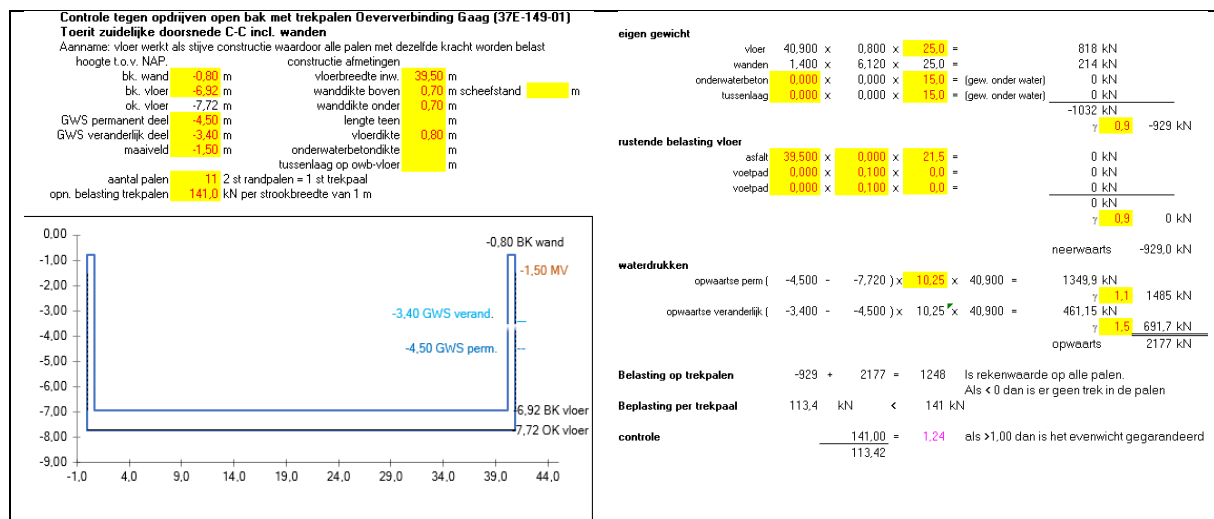 Controle tegen opdrijven open bak met trekpalen Oeververbinding Gaag (37E-149-01)
Toerit zuidelijke doorsnede C-C incl. wanden
Aanname: vloer werkt als stijve constructie waardoor alle palen met dezelfde kracht worden belast
hoogte t.o.v. NAP. constructie afmetingen
bk. wand -0,80 m vloerbreedte inw. 39,50 m
bk. vloer -6,92 m wanddikte boven 0,70 m scheefstand m
ok. vloer -7,72 m wanddikte onder 0,70 m
GWS permanent deel -4,50 m lengte teen m
GWS veranderlijk deel -3,40 m vloerdikte 0,80 m
maaiveld -1,50 m onderwaterbetondikte m
tussenlaag op owb-vloer m
aantal palen 11 2 st randpalen = 1 st trekpaal
opn. belasting trekpalen 141,0 kN per strookbreedte van 1 m
0,00
-1,00
-2,00
-3,00
-4,00
-5,00
-6,00
-7,00
-8,00
-9,00
-0,80 BK wand
-1,50 MV
-3,40 GWS verand.
-4,50 GWS perm.
-6,92 BK vloer
-7,72 OK vloer
-1,0 4,0 9,0 14,0 19,0 24,0 29,0 34,0 39,0 44,0
eigen gewicht
vloer 40,900 x 0,800 x 25,0 = 818 kN
wanden 1,400 x 6,120 x 25,0 = 214 kN
onderwaterbeton 0,000 x 0,000 x 15,0 = (gew. onder water) 0 kN
tussenlaag 0,000 x 0,000 x 15,0 = (gew. onder water) 0 kN
-1032 kN
γ 0,9 -929 kN
rustende belasting vloer
asfalt 39,500 x 0,000 x 21,5 = 0 kN
voetpad 0,000 x 0,100 x 0,0 = 0 kN
voetpad 0,000 x 0,100 x 0,0 = 0 kN
0 kN
γ 0,9 0 kN
neerwaarts -929,0 kN
waterdrukken
opwaartse perm ( -4,500 - -7,720 ) x 10,25 x 40,900 = 1349,9 kN
γ 1,1 1485 kN
opwaartse veranderlijk ( -3,400 - -4,500 ) x 10,25 x 40,900 = 461,15 kN
γ 1,5 691,7 kN
opwaarts 2177 kN
Belasting op trekpalen -929 + 2177 = 1248 Is rekenwaarde op alle palen.
Als < 0 dan is er geen trek in de palen
Beplasting per trekpaal 113,4 kN < 141 kN
controle 141,00 = 1,24 als >1,00 dan is het evenwicht gegarandeerd
113,42